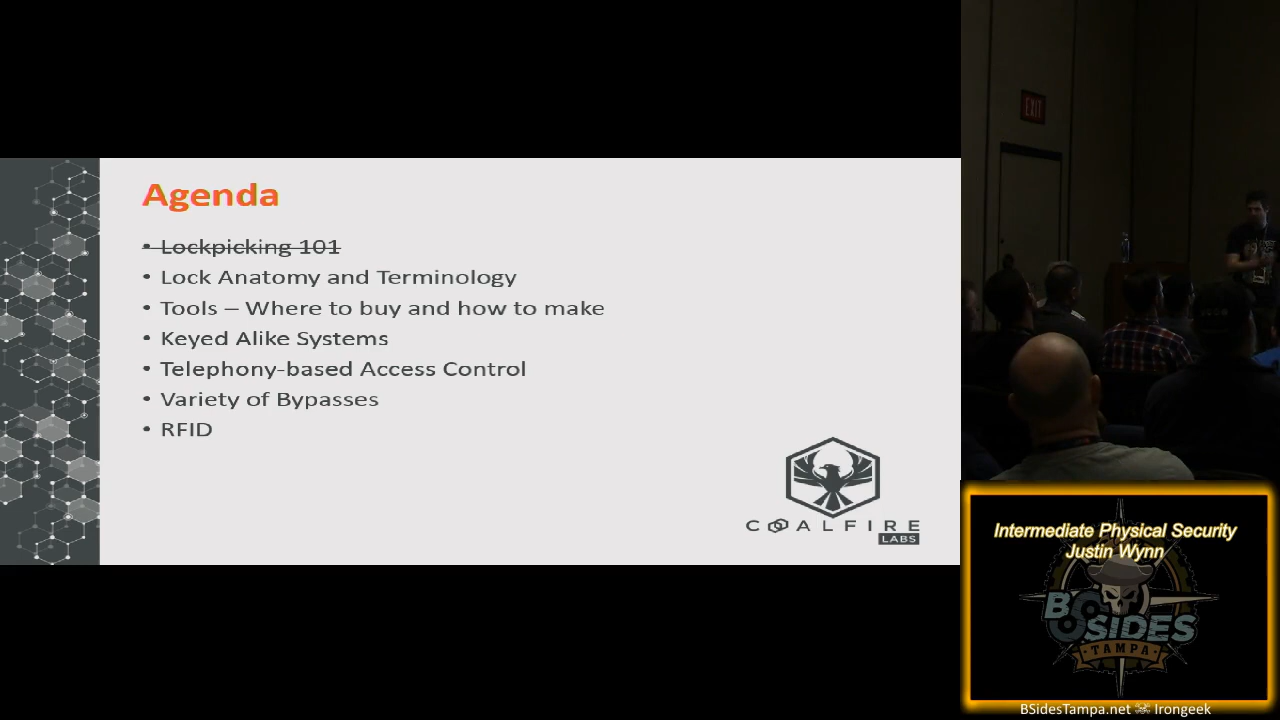 Agenda
• Lockpicking 101
• Lock Anatomy and Terminology
• Tools – Where to buy and how to make
• Keyed Alike Systems
• Telephony-based Access Control
• Variety of Bypasses
• RFID
COALFIRE
LABS
EXIT
Intermediate Physical Security
Justin Wynn
BSIDES
TAMPA
BSidesTampa.net ☠ Irongeek